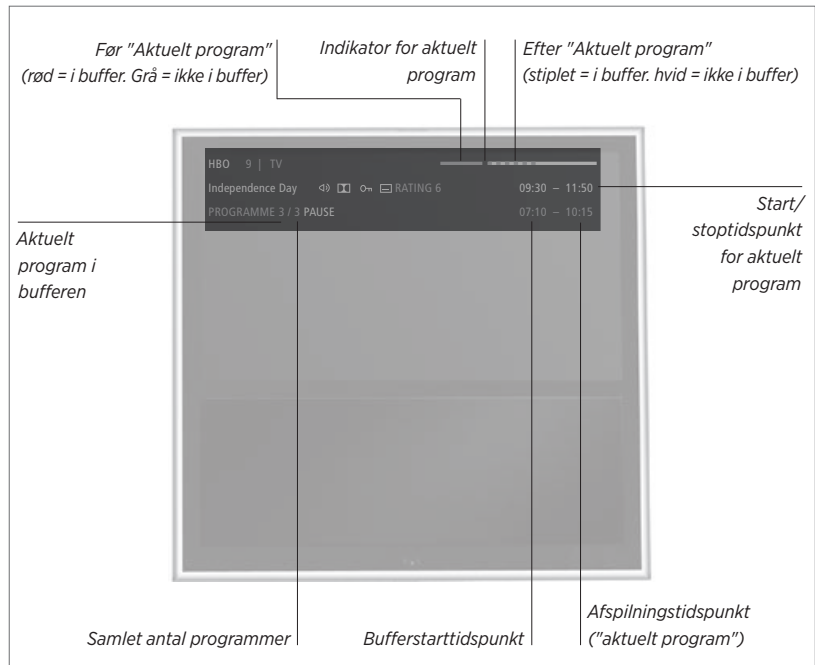 Før "Aktuelt program"
(rød = i buffer. Grå = ikke i buffer)
Indikator for aktuelt
program
Efter "Aktuelt program"
(stiplet = i buffer. hvid = ikke i buffer)
HBO 9 | TV
Independence Day RATING 6 09:30 – 11:50
PROGRAMME 3 / 3 PAUSE 07:10 – 10:15
Aktuelt
program i
bufferen
Start/
stoptidspunkt
for aktuelt
program
Samlet antal programmer
Bufferstarttidspunkt
Afspilningstidspunkt
("aktuelt program")